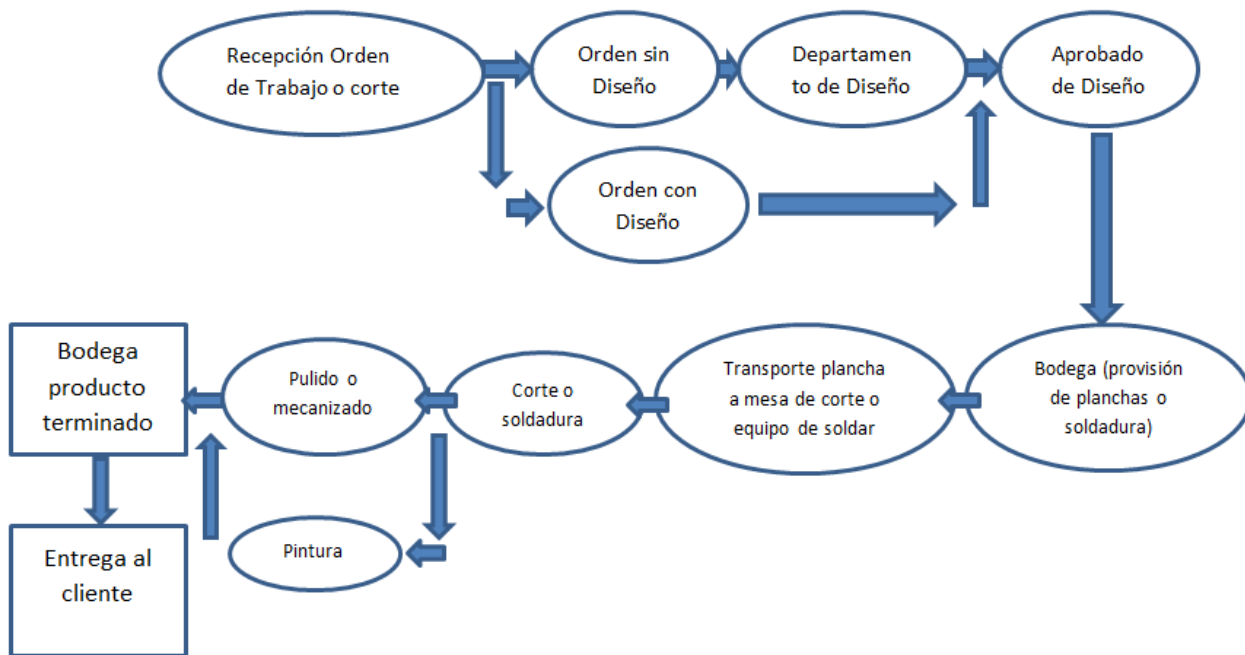 Recepción Orden
de Trabajo o corte
Orden sin
Diseño
Departamen
to de Diseño
Aprobado
de Diseño
Orden con
Diseño
Bodega
producto
terminado
Pulido o
mecanizado
Corte o
soldadura
Transporte plancha
a mesa de corte o
equipo de soldar
Bodega (provisión
de planchas o
soldadura)
Pintura
Entrega al
cliente